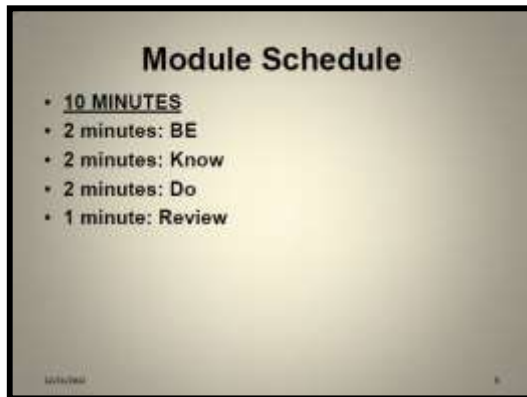 Module Schedule
• 10 MINUTES
• 2 minutes: BE
• 2 minutes: Know
• 2 minutes: Do
• 1 minute: Review